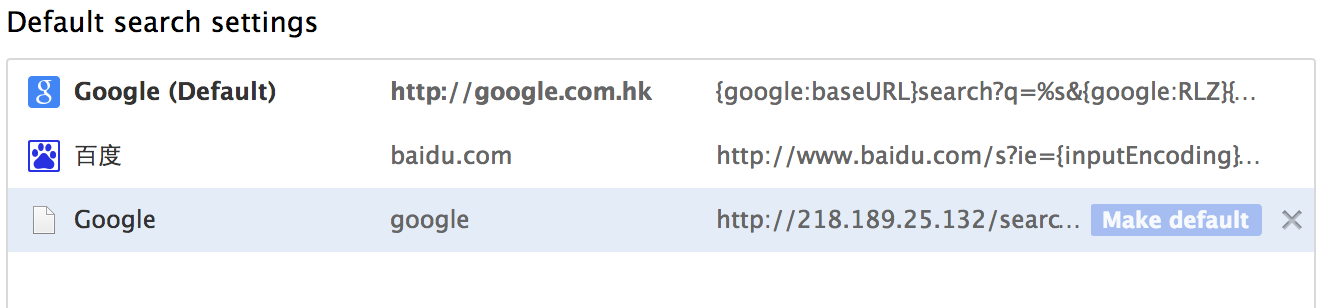 Default search settings
Google (Default) http://google.com.hk {google:baseURL}search?q=%s&{google:RLZ}{...
百度 baidu.com http://www.baidu.com/s?ie={inputEncoding}...
Google google http://218.189.25.132/searc... Make default